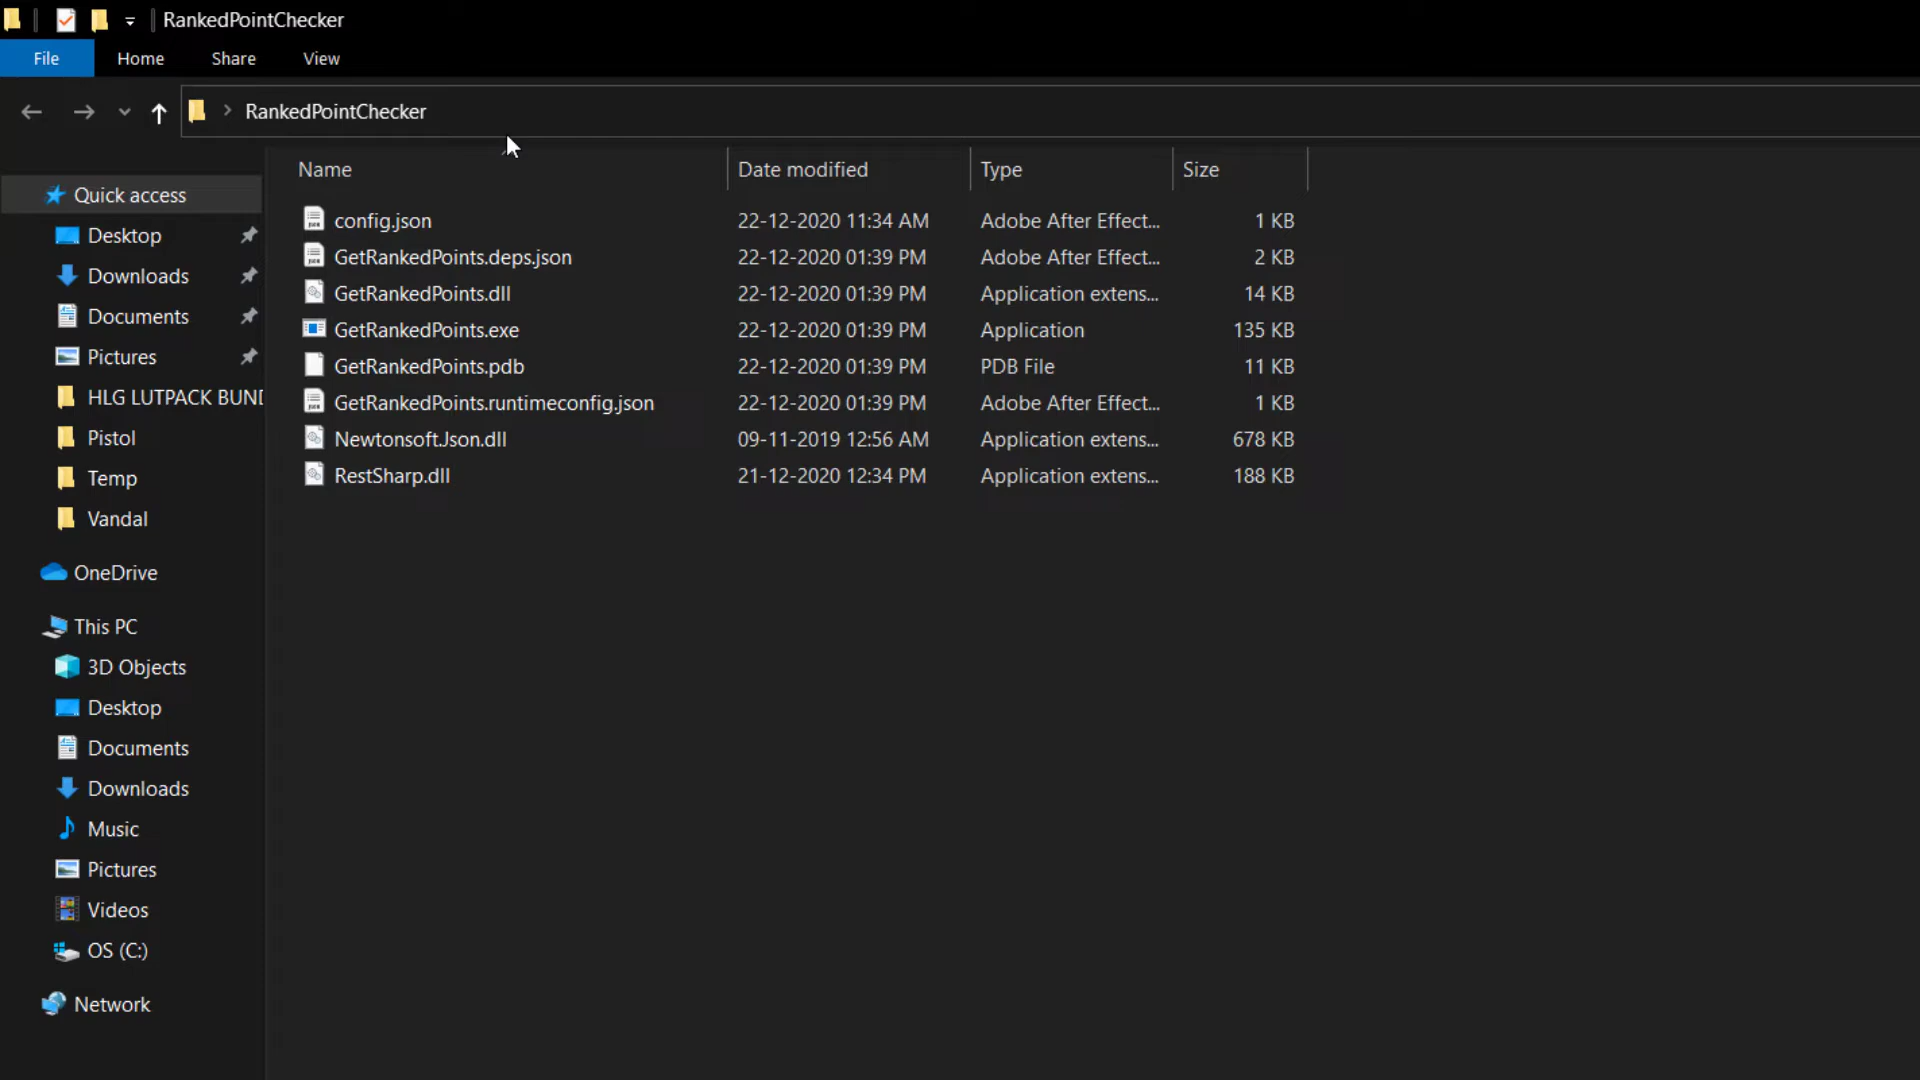 RankedPointChecker
File Home Share View
RankedPointChecker
Name Date modified Type Size
config.json 22-12-2020 11:34 AM Adobe After Effect... 1 KB
GetRankedPoints.deps.json 22-12-2020 01:39 PM Adobe After Effect... 2 KB
GetRankedPoints.dll 22-12-2020 01:39 PM Application extens... 14 KB
GetRankedPoints.exe 22-12-2020 01:39 PM Application 135 KB
GetRankedPoints.pdb 22-12-2020 01:39 PM PDB File 11 KB
GetRankedPoints.runtimeconfig.json 22-12-2020 01:39 PM Adobe After Effect... 1 KB
Newtonsoft.Json.dll 09-11-2019 12:56 AM Application extens... 678 KB
RestSharp.dll 21-12-2020 12:34 PM Application extens... 188 KB
Quick access
Desktop
Downloads
Documents
Pictures
HLG LUTPACK BUND
Pistol
Temp
Vandal
OneDrive
This PC
3D Objects
Desktop
Documents
Downloads
Music
Pictures
Videos
OS (C:)
Network